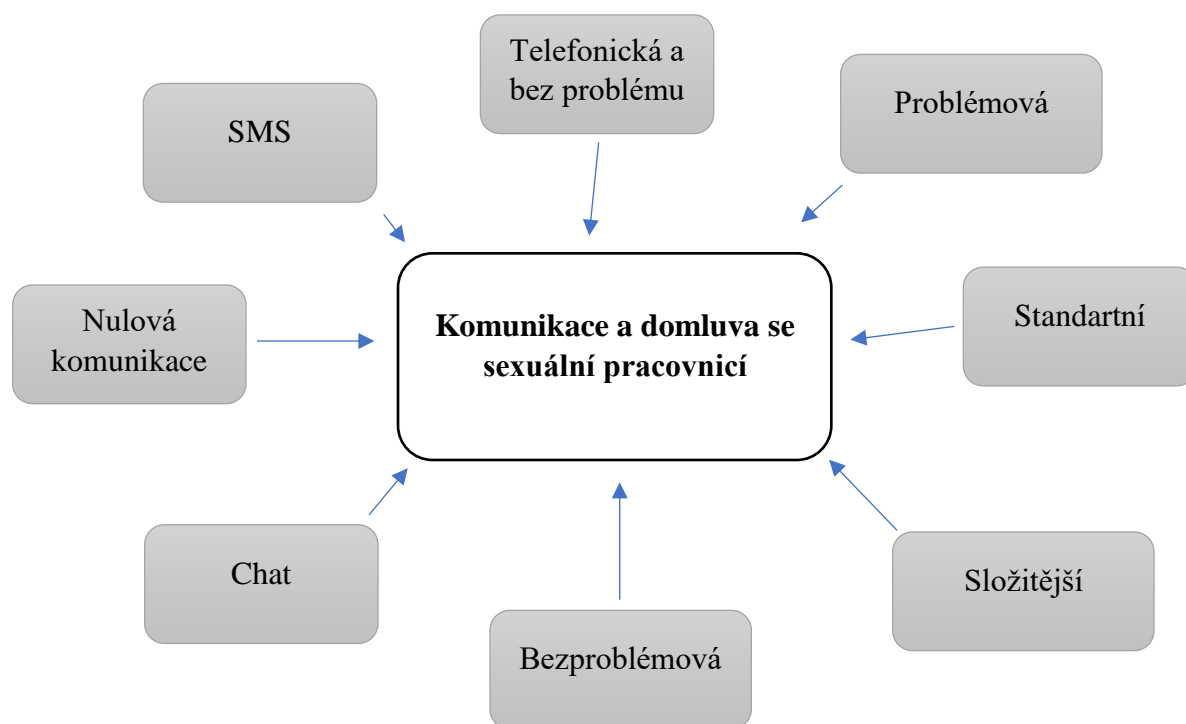 Telefonická a
bez problému
Problémová
SMS
Nulová
komunikace
Komunikace a domluva se
sexuální pracovnicí
Standartní
Chat
Bezproblémová
Složitější